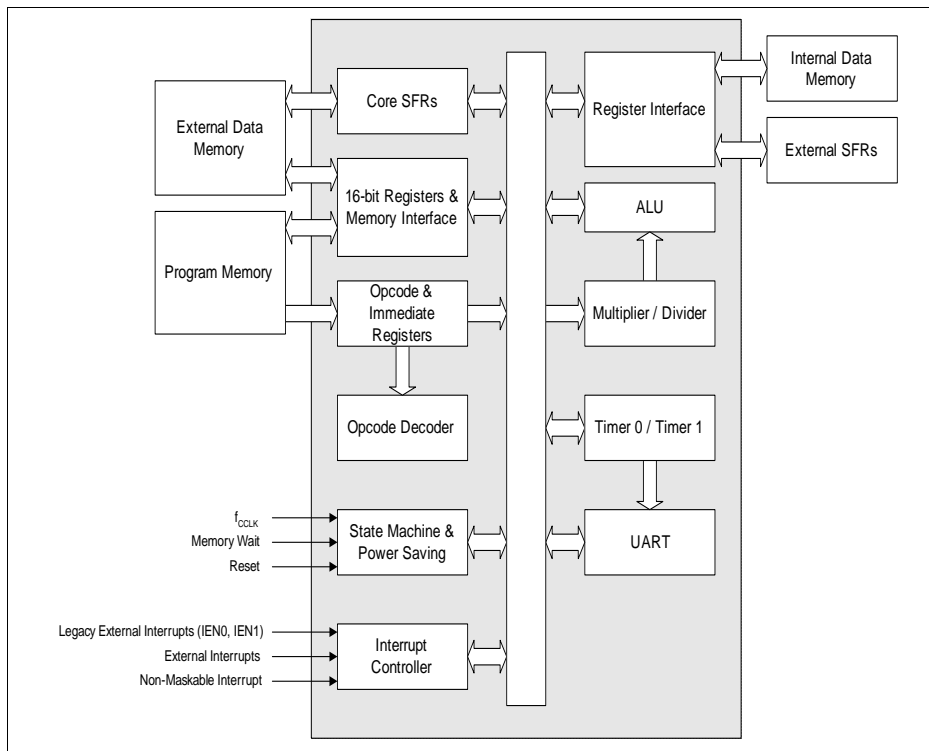 Internal Data
Memory
Core SFRs
Register Interface
External Data
Memory
External SFRs
16-bit Registers &
Memory Interface
ALU
Program Memory
Opcode &
Immediate
Registers
Multiplier / Divider
Opcode Decoder
Timer 0 / Timer 1
fCCLK
Memory Wait
Reset
State Machine &
Power Saving
UART
Legacy External Interrupts (IEN0, IEN1)
External Interrupts
Non-Maskable Interrupt
Interrupt
Controller